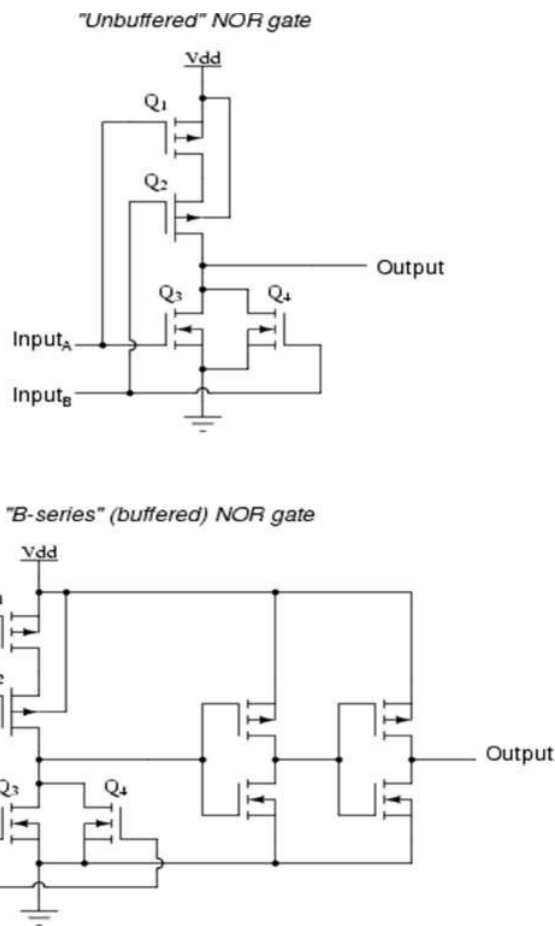 "Unbuffered" NOR gate
Vdd
Q1
Q2
Output
Q3
Q4
InputA
InputB
"B-series" (buffered) NOR gate
Vdd
Output
Q3
Q4